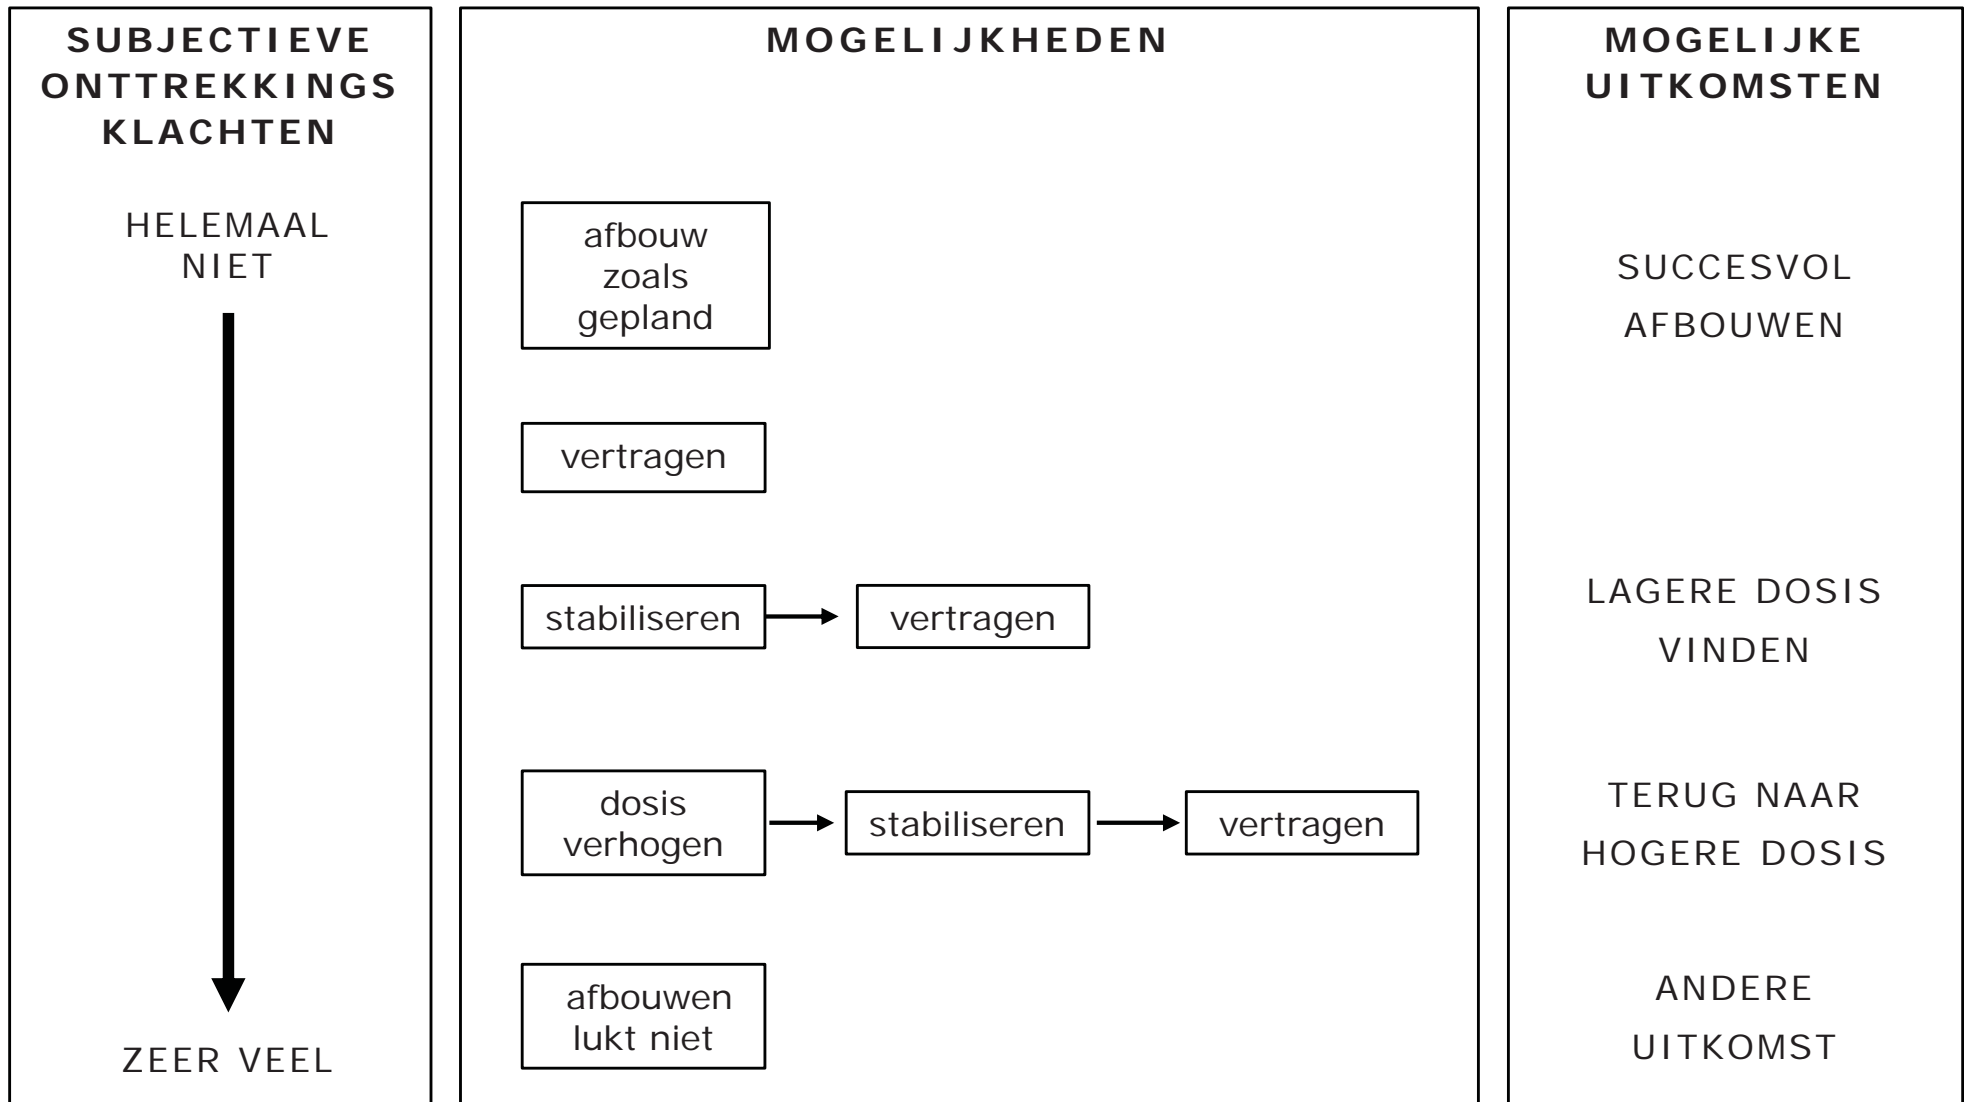 SUBJECTIEVE
ONTTREKKINGS
KLACHTEN
HELEMAAL
NIET
ZEER VEEL
MOGELIJKHEDEN
afbouw
zoals
gepland
vertragen
stabiliseren
vertragen
dosis
verhogen
stabiliseren
vertragen
afbouwen
lukt niet
MOGELIJKE
UITKOMSTEN
SUCCESVOL
AFBOUWEN
LAGERE DOSIS
VINDEN
TERUG NAAR
HOGERE DOSIS
ANDERE
UITKOMST